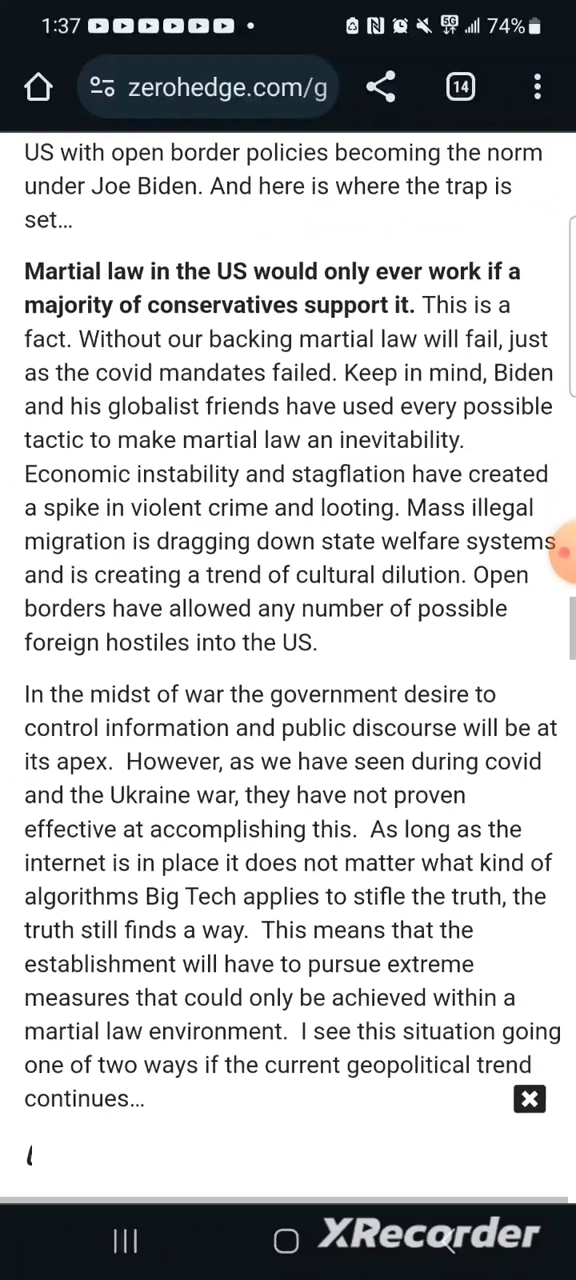 1:37
5G
74%
zerohedge.com/g
14
US with open border policies becoming the norm
under Joe Biden. And here is where the trap is
set...
Martial law in the US would only ever work if a
majority of conservatives support it. This is a
fact. Without our backing martial law will fail, just
as the covid mandates failed. Keep in mind, Biden
and his globalist friends have used every possible
tactic to make martial law an inevitability.
Economic instability and stagflation have created
a spike in violent crime and looting. Mass illegal
migration is dragging down state welfare systems
and is creating a trend of cultural dilution. Open
borders have allowed any number of possible
foreign hostiles into the US.
In the midst of war the government desire to
control information and public discourse will be at
its apex.  However, as we have seen during covid
and the Ukraine war, they have not proven
effective at accomplishing this.  As long as the
internet is in place it does not matter what kind of
algorithms Big Tech applies to stifle the truth, the
truth still finds a way.  This means that the
establishment will have to pursue extreme
measures that could only be achieved within a
martial law environment.  I see this situation going
one of two ways if the current geopolitical trend
continues...
XRecorder